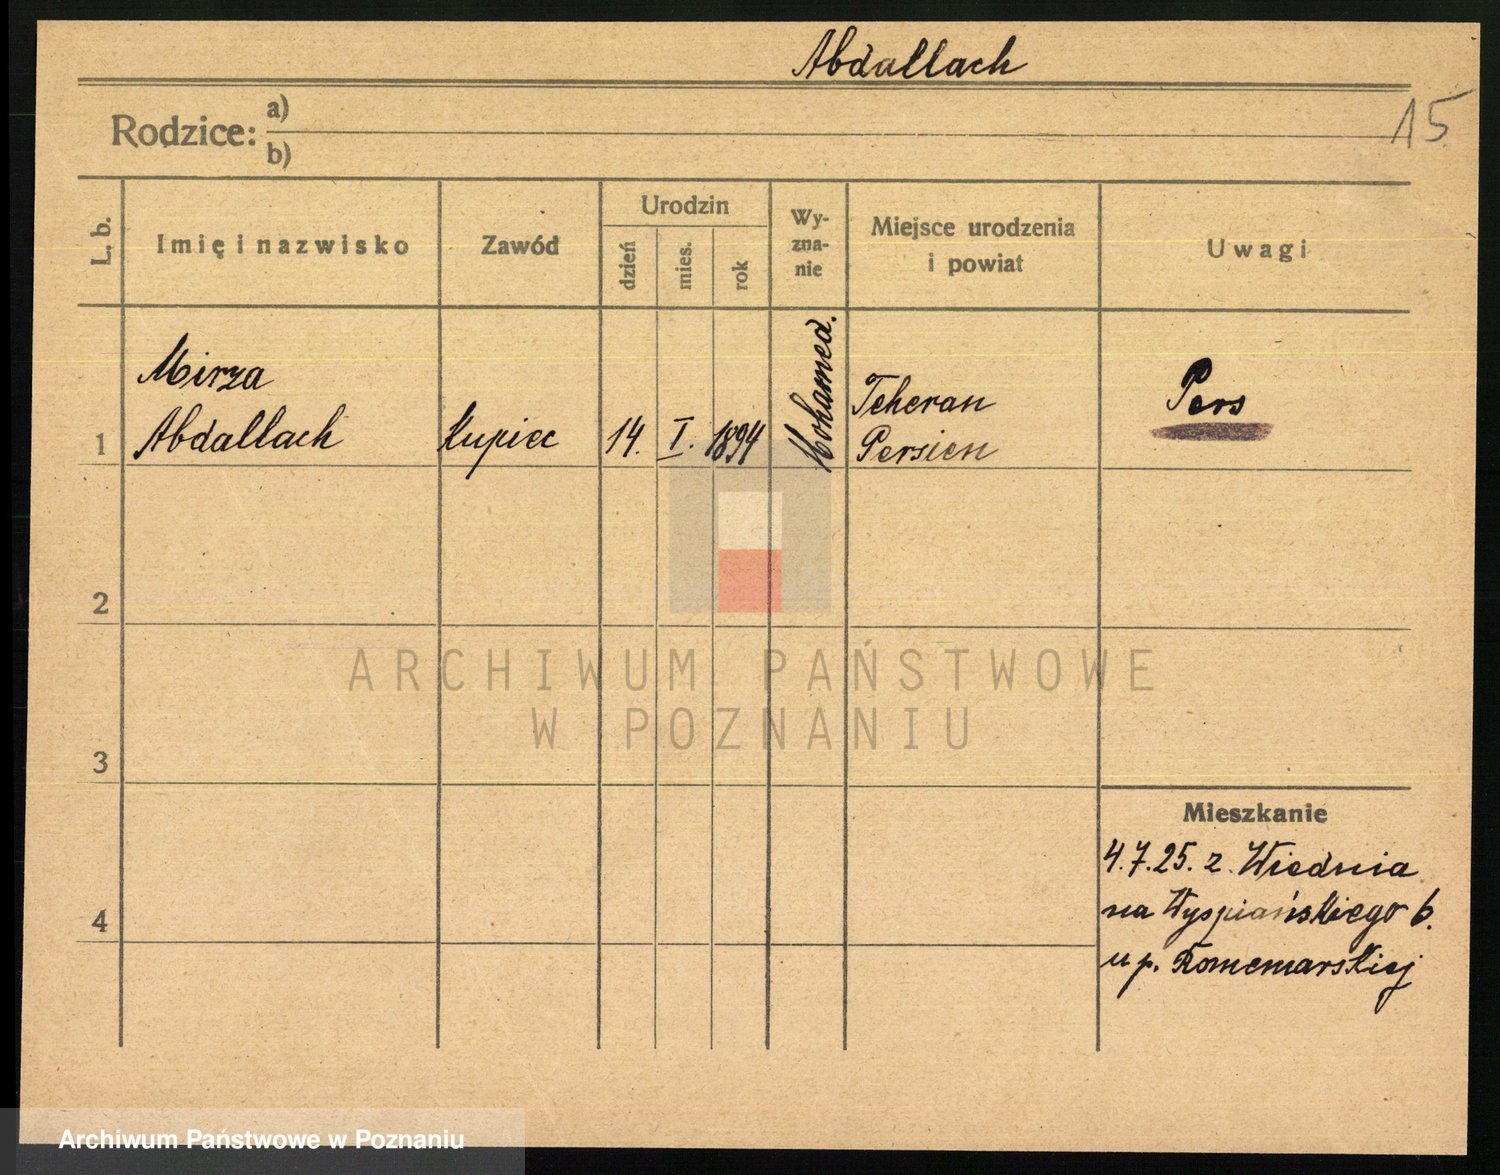 Abdallach
15.
Rodzice: a)
b)
L. b.
Imię i nazwisko
Zawód
Urodzin
dzień
mies.
rok
Wy-
zna-
nie
Miejsce urodzenia
i powiat
Uwagi
1
Mirza
Abdallach
Kupiec
14.
I.
1894
Mohamed.
Teheran
Persien
Pers
2
3
4
Mieszkanie
4.7.25. z Wiednia
na Wyspiańskiego 6.
u p.
ARCHIWUM PAŃSTWOWE
W POZNANIU
Archiwum Państwowe w Poznaniu